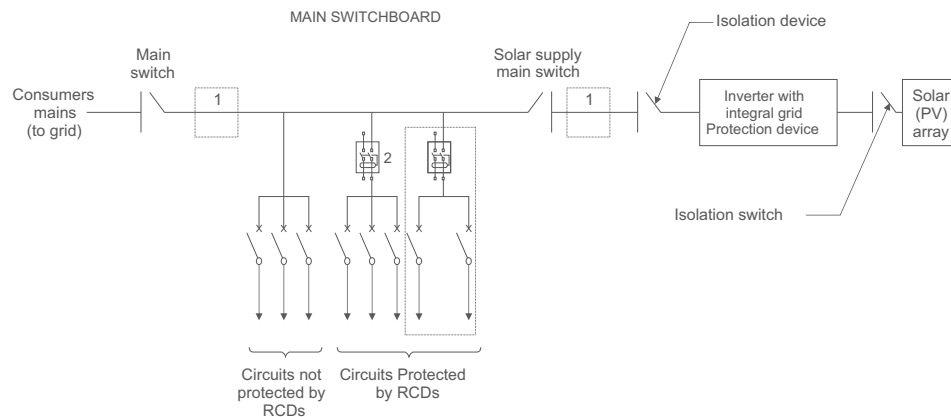 MAIN SWITCHBOARD
Isolation device
Main
switch
Solar supply
main switch
Consumers
mains
(to grid)
1
1
Inverter with
integral grid
Protection device
Solar
(PV)
array
2
Isolation switch
Circuits not
protected by
RCDs
Circuits Protected
by RCDs